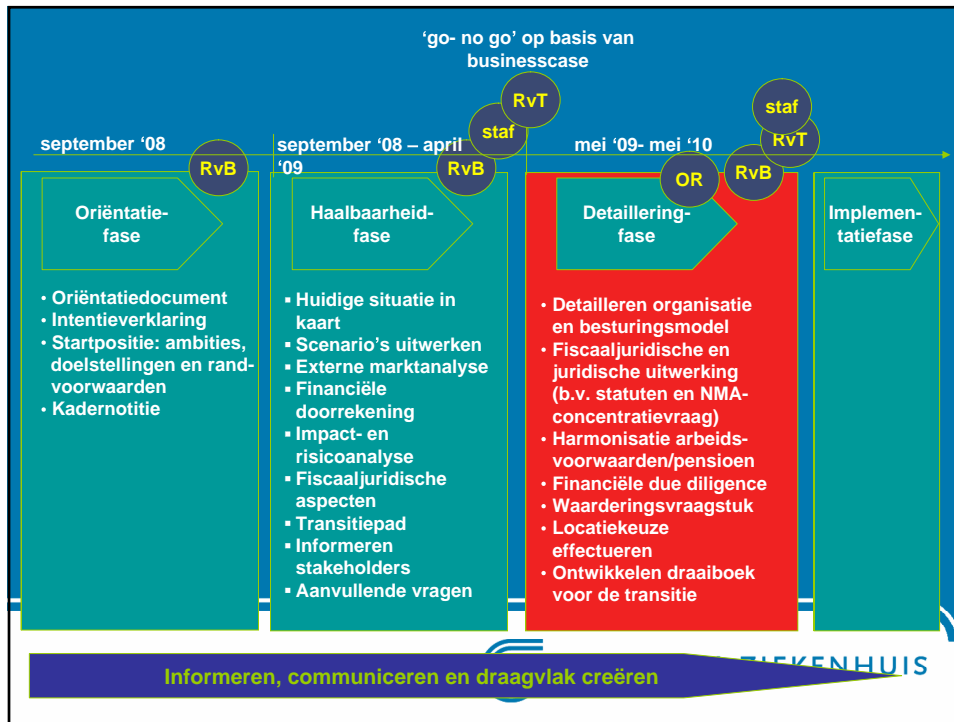 ‘go- no go’ op basis van
businesscase
RvT
staf
staf
RvT
september ‘08
september ‘08 – april
‘09
mei ‘09- mei ‘10
RvB
RvB
OR
RvB
Oriëntatie-
fase
Haalbaarheid-
fase
Detaillering-
fase
Implemen-
tatiefase
• Oriëntatiedocument
• Intentieverklaring
• Startpositie: ambities,
doelstellingen en rand-
voorwaarden
• Kadernotitie
▪ Huidige situatie in
kaart
▪ Scenario’s uitwerken
▪ Externe marktanalyse
▪ Financiële
doorrekening
▪ Impact- en
risicoanalyse
▪ Fiscaaljuridische
aspecten
▪ Transitiepad
▪ Informeren
stakeholders
▪ Aanvullende vragen
• Detailleren organisatie
en besturingsmodel
• Fiscaaljuridische en
juridische uitwerking
(b.v. statuten en NMA-
concentratievraag)
• Harmonisatie arbeids-
voorwaarden/pensioen
• Financiële due diligence
• Waarderingsvraagstuk
• Locatiekeuze
effectueren
• Ontwikkelen draaiboek
voor de transitie
ZIEKENHUIS
Informeren, communiceren en draagvlak creëren